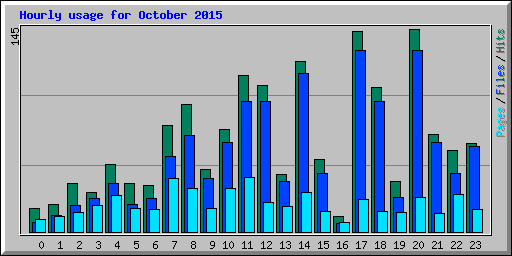 Hourly usage for October 2015
145
Pages/Files/Hits
0 1 2 3 4 5 6 7 8 9 10 11 12 13 14 15 16 17 18 19 20 21 22 23